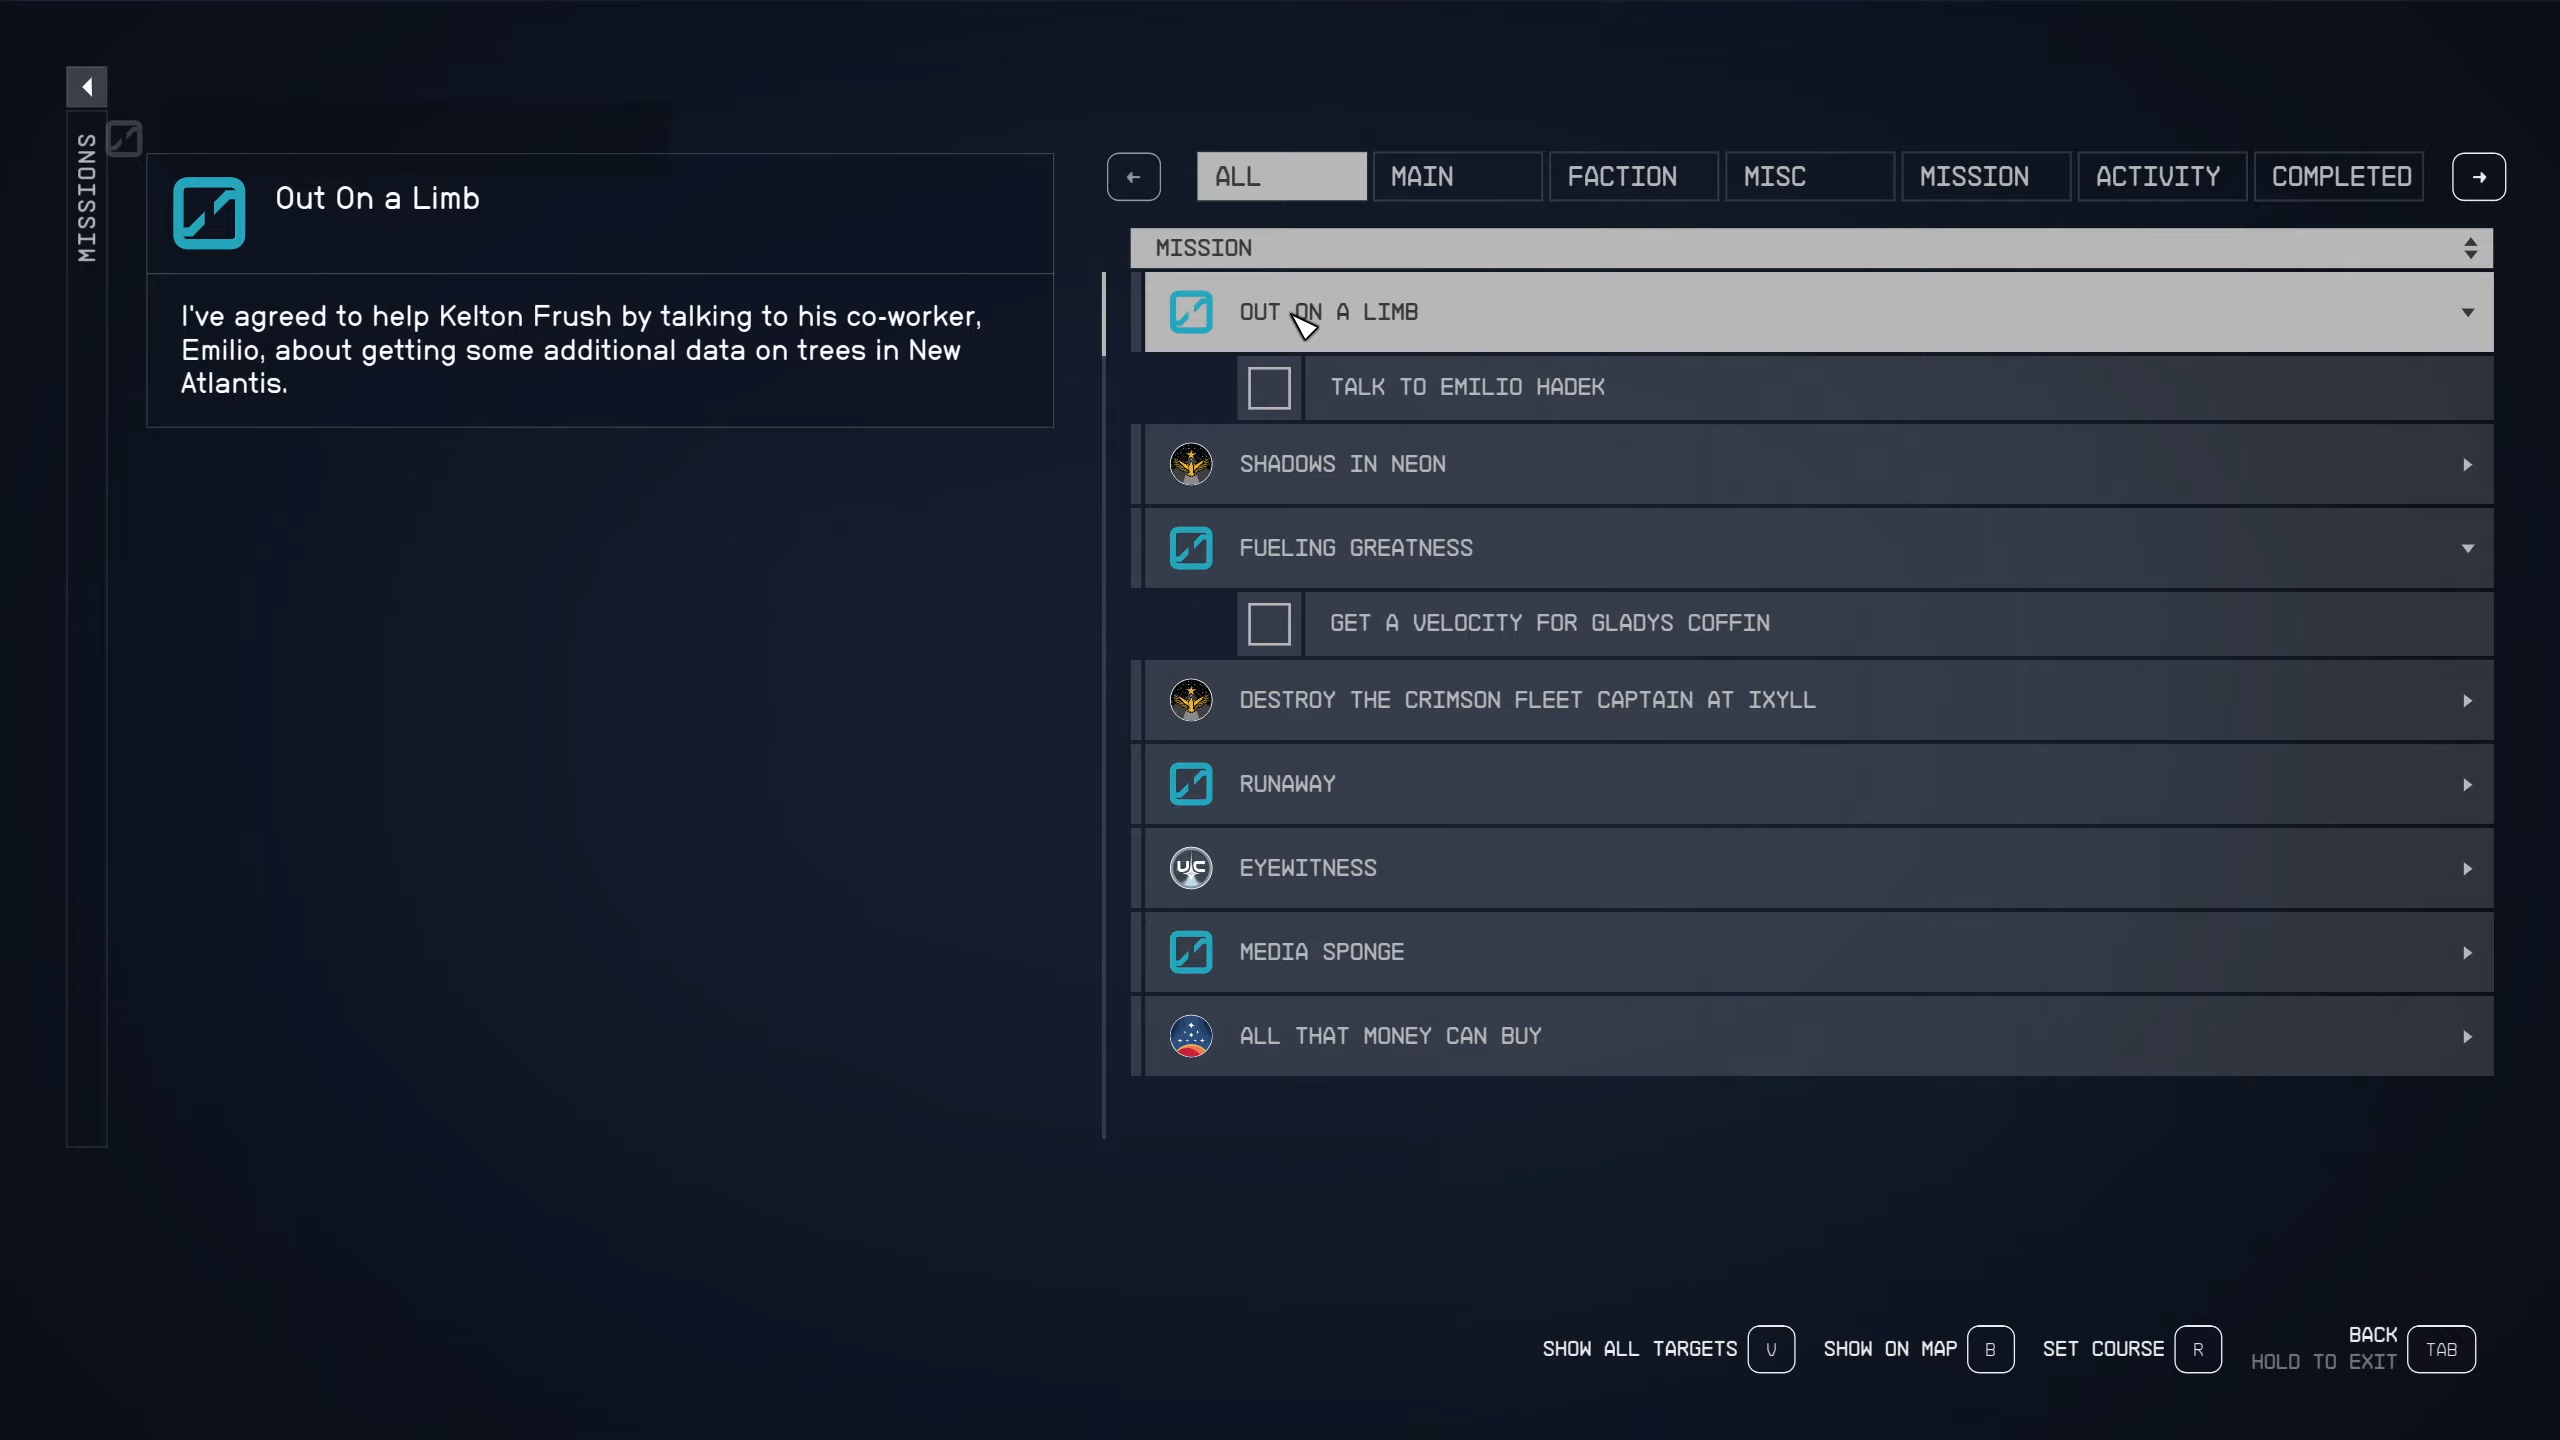 MISSIONS
Out On a Limb
I've agreed to help Kelton Frush by talking to his co-worker,
Emilio, about getting some additional data on trees in New
Atlantis.
ALL MAIN FACTION MISC MISSION ACTIVITY COMPLETED
MISSION
OUT ON A LIMB
TALK TO EMILIO HADEK
SHADOWS IN NEON
FUELING GREATNESS
GET A VELOCITY FOR GLADYS COFFIN
DESTROY THE CRIMSON FLEET CAPTAIN AT IXYLL
RUNAWAY
UC EYEWITNESS
MEDIA SPONGE
ALL THAT MONEY CAN BUY
SHOW ALL TARGETS V SHOW ON MAP B SET COURSE R BACK TAB
HOLD TO EXIT